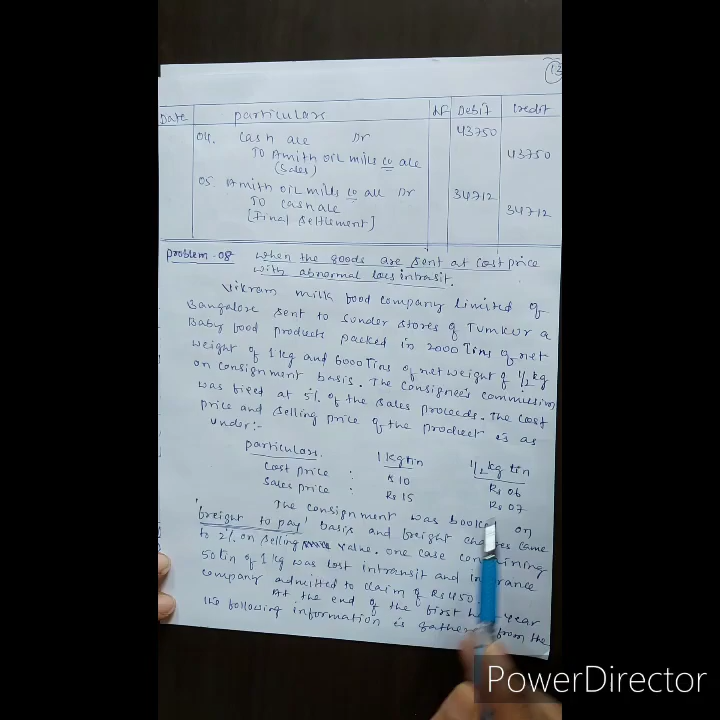 13
Date particulars LF Debit Credit
04. cash a/c Dr 43750
TO Amith oil mills co a/c 43750
(Sales)
05. Amith oil mills co a/c Dr 34712
TO cash a/c 34712
[Final Settlement]
problem-08 when the goods are sent at cost price
with abnormal loss intrasit.
Vikram milk food company limited of
Bangalore sent to sunder stores of Tumkur a
Baby food products packed in 2000 Tins of net
weight of 1 kg and 6000 Tins of net weight of 1/2 kg
on consignment basis. The consignee's commission
was fixed at 5% of the sales proceeds. The cost
price and selling price of the product is as
under:-
particulars. 1 kg tin 1/2 kg tin
cost price : Rs 10 Rs 06
sales price : Rs 15 Rs 07
The consignment was booked on
'freight to pay' basis and freight charges came
to 2% on selling value. one case containing
50 tin of 1 kg was lost intransit and
company admitted to claim of Rs 450
At the end of the first year
the following information is from the
PowerDirector